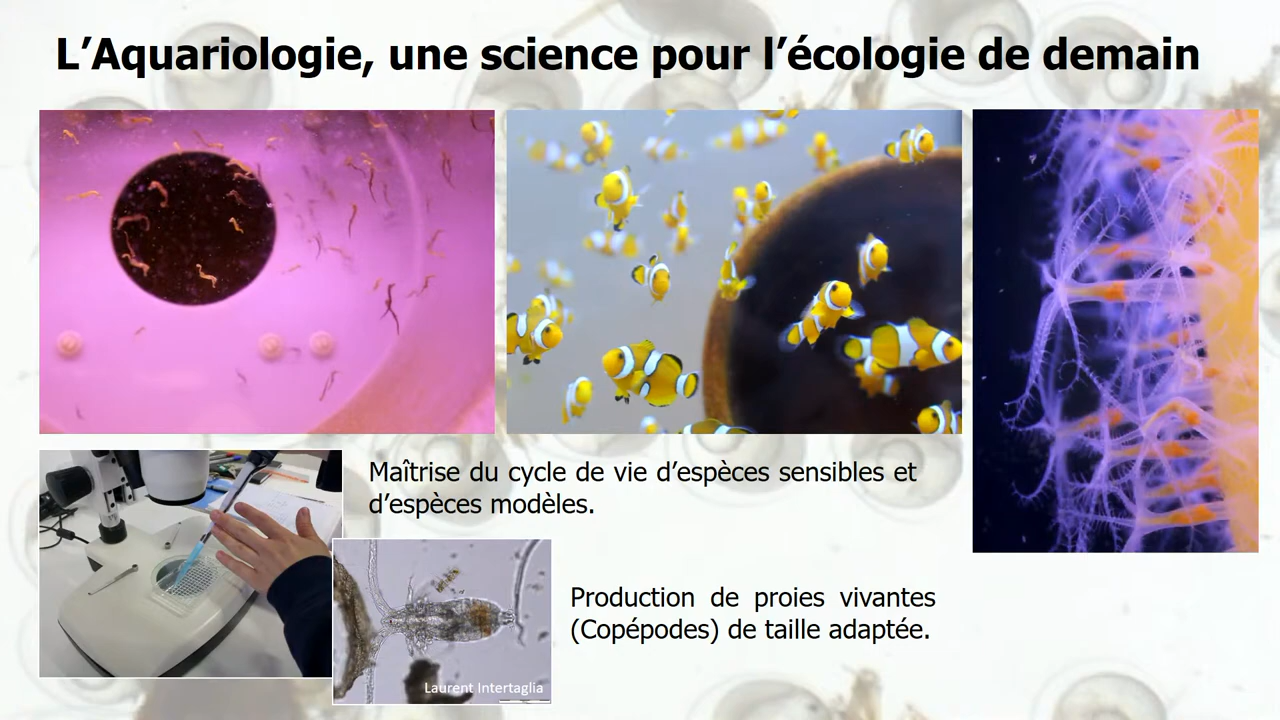 L’Aquariologie, une science pour l’écologie de demain
Maîtrise du cycle de vie d’espèces sensibles et
d’espèces modèles.
Production de proies vivantes
(Copépodes) de taille adaptée.
Laurent Intertaglia